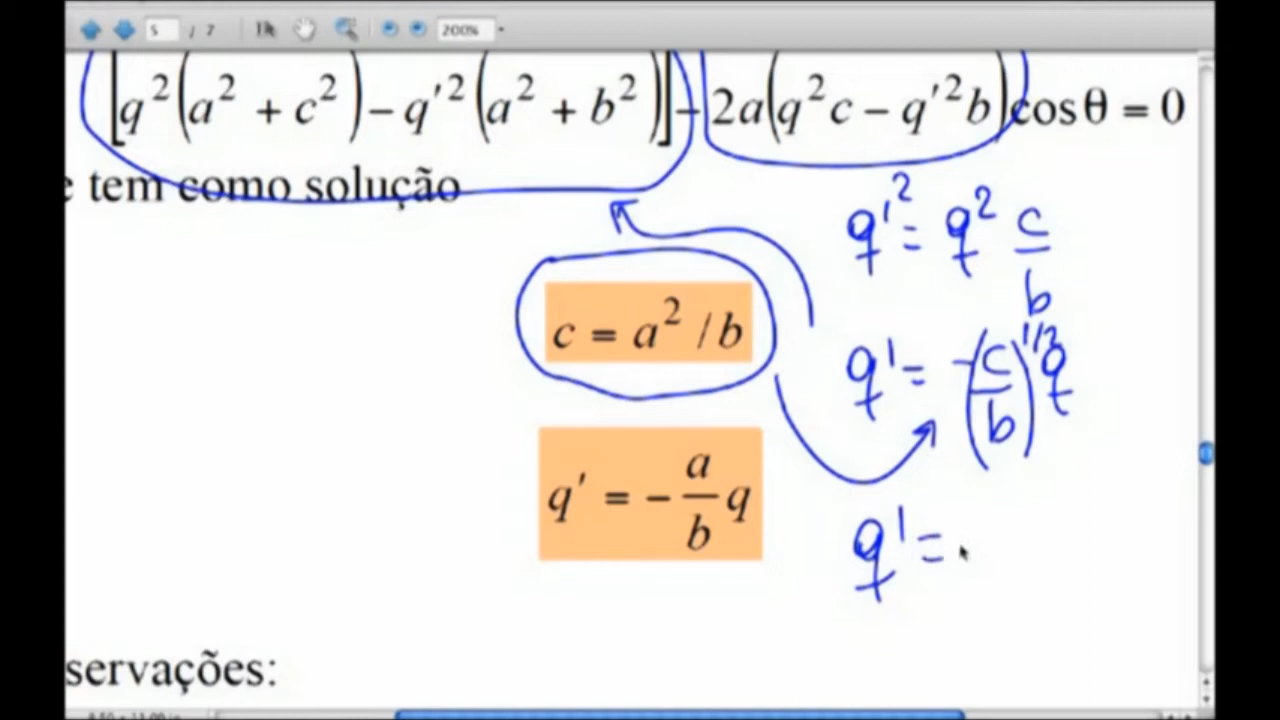 5 / 7 200%
[q²(a² + c²) − q′²(a² + b²)] − 2a(q²c − q′²b)cosθ = 0
e tem como solução
q'² = q² c/b
c = a² / b
q' = −(c/b)^1/2 q
q′ = − a/b q
q' =
servações: